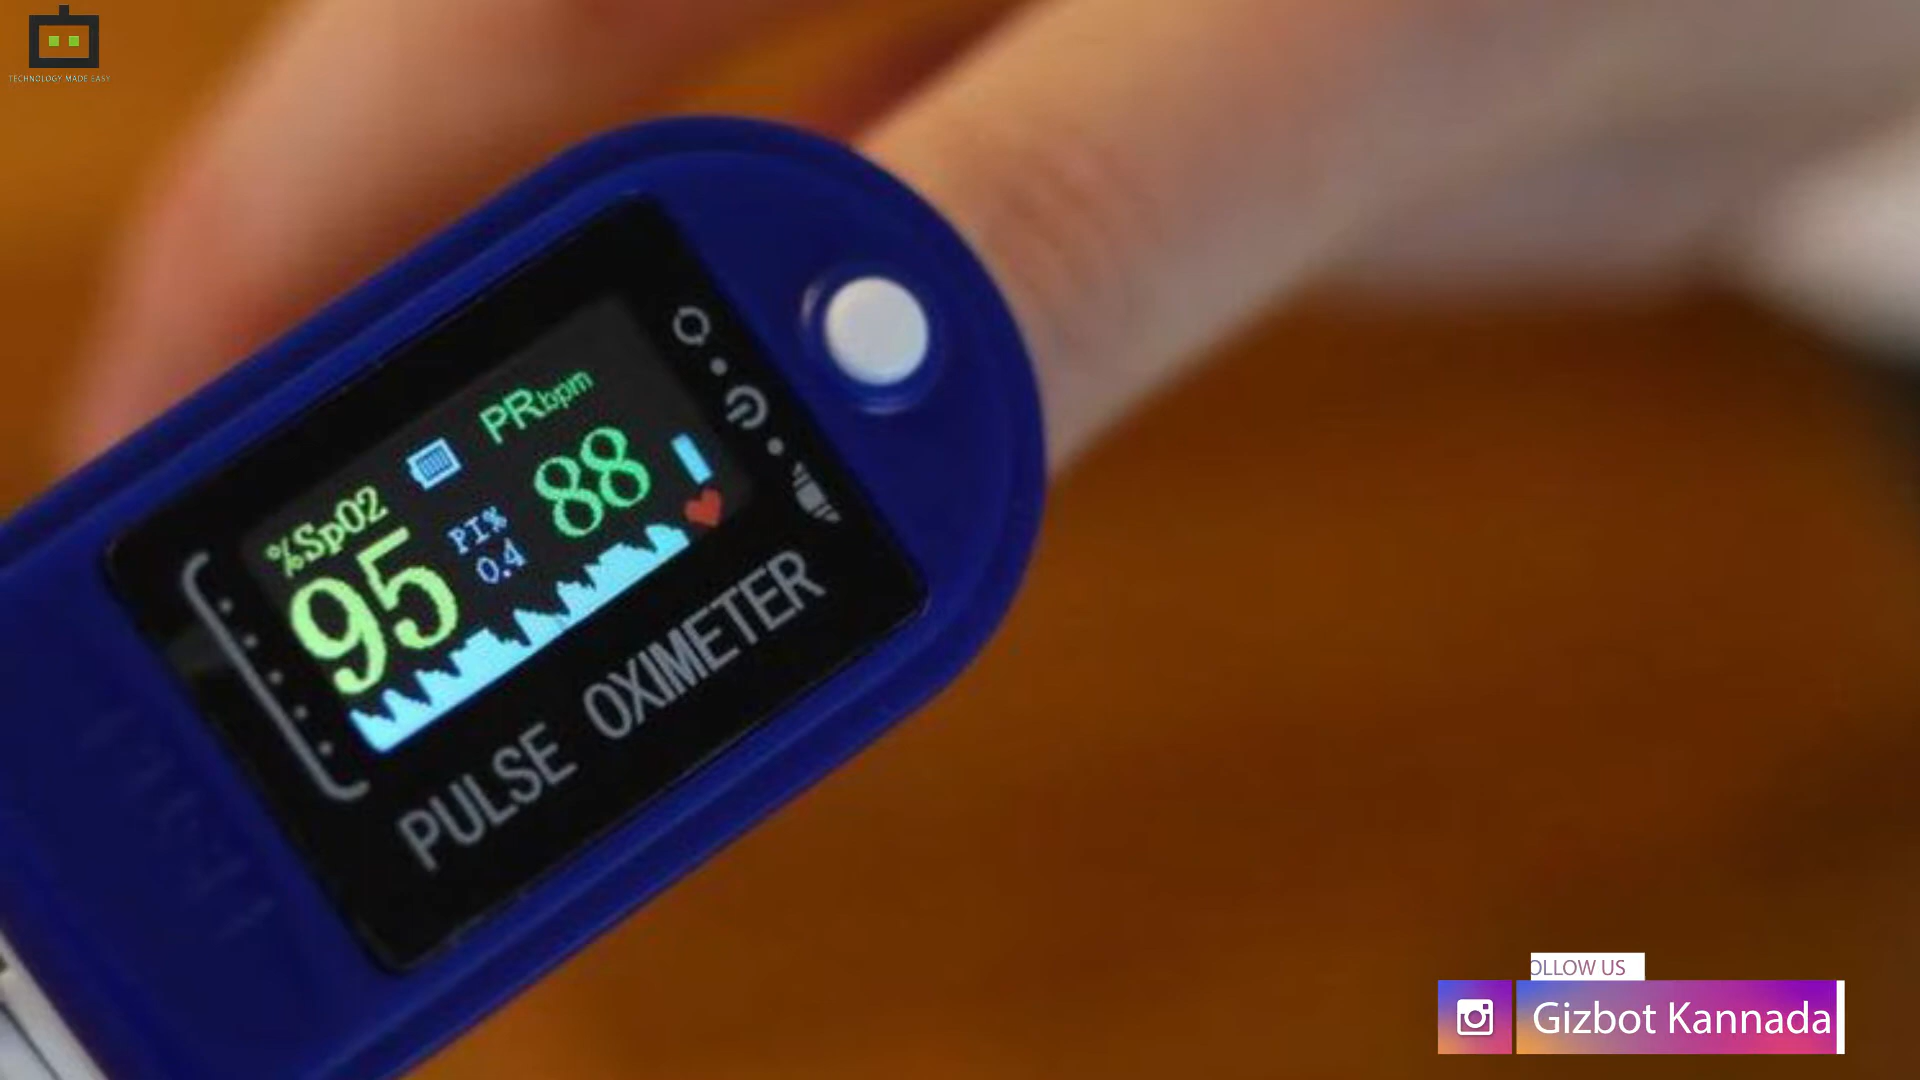 TECHNOLOGY MADE EASY
%SpO2
PRbpm
95
PI%
0.4
88
PULSE OXIMETER
OLLOW US
Gizbot Kannada